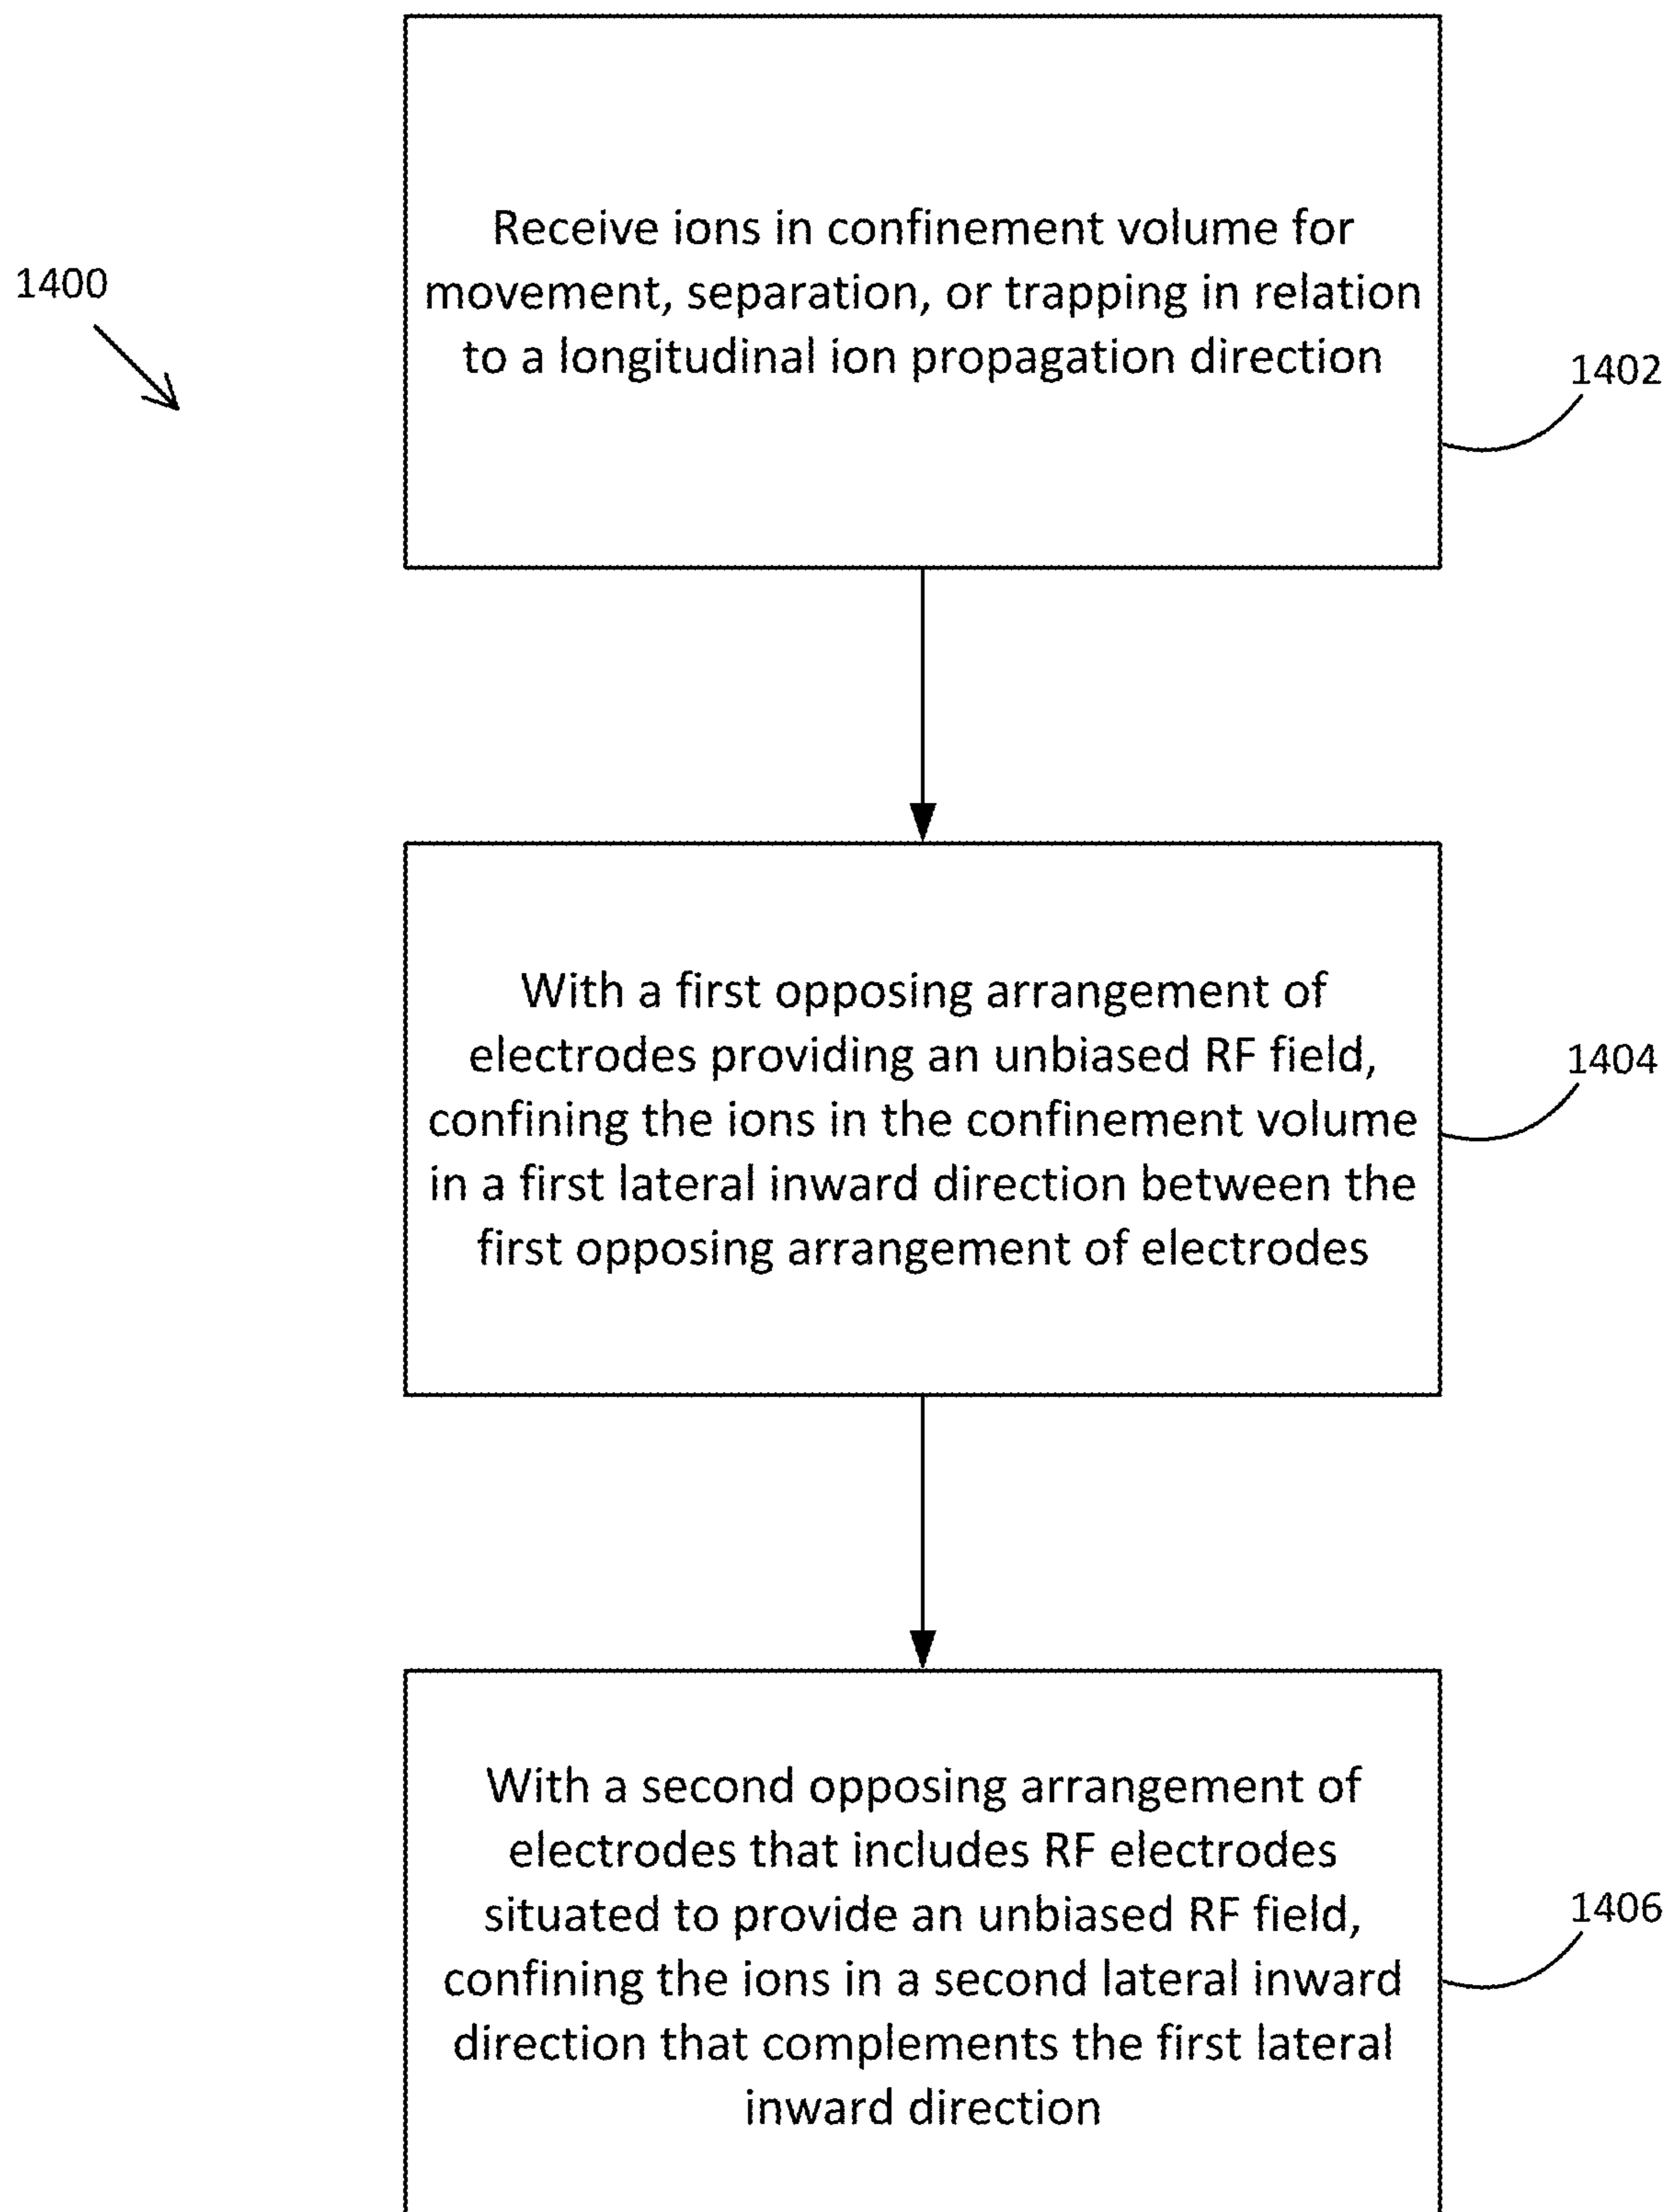 Receive ions in confinement volume for
movement, separation, or trapping in relation
to a longitudinal ion propagation direction
1400
1402
With a first opposing arrangement of
electrodes providing an unbiased RF field,
confining the ions in the confinement volume
in a first lateral inward direction between the
first opposing arrangement of electrodes
1404
With a second opposing arrangement of
electrodes that includes RF electrodes
situated to provide an unbiased RF field,
confining the ions in a second lateral inward
direction that complements the first lateral
inward direction
1406